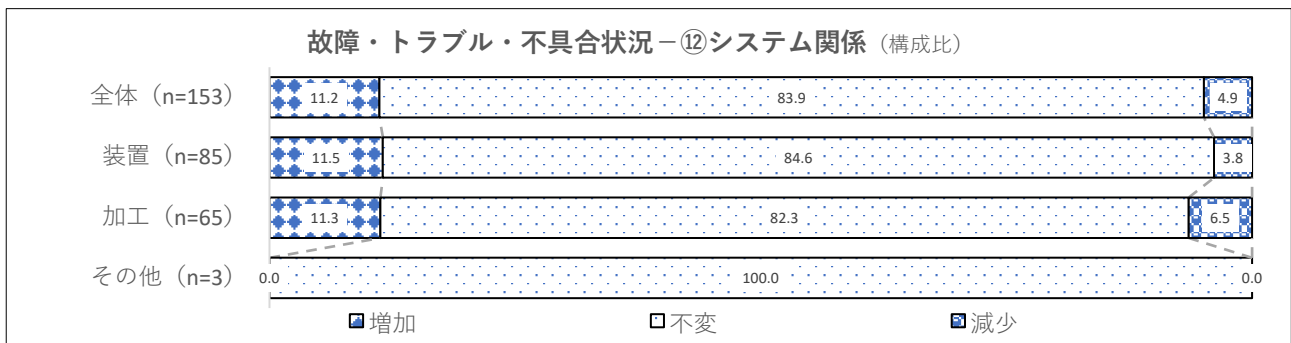 故障・トラブル・不具合状況－⑫システム関係（構成比）
全体（n=153） 11.2 83.9 4.9
装置（n=85） 11.5 84.6 3.8
加工（n=65） 11.3 82.3 6.5
その他（n=3） 0.0 100.0 0.0
増加 不変 減少